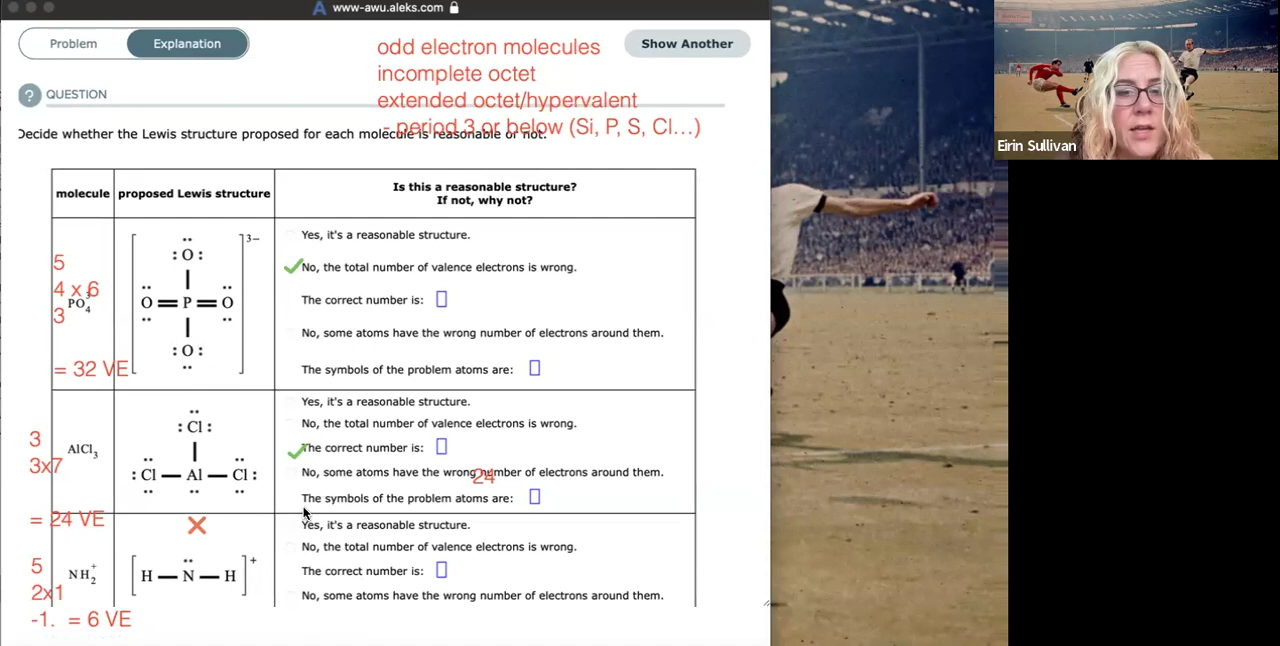 www-awu.aleks.com
Problem
Explanation
Show Another
odd electron molecules
incomplete octet
extended octet/hypervalent
- period 3 or below (Si, P, S, Cl...)
? QUESTION
Decide whether the Lewis structure proposed for each molecule is reasonable or not.
Eirin Sullivan
molecule
proposed Lewis structure
Is this a reasonable structure?
If not, why not?
5
4 x 6
3
= 32 VE
PO₄³⁻
3−
:O:
O=P=O
:O:
Yes, it's a reasonable structure.
No, the total number of valence electrons is wrong.
The correct number is:
No, some atoms have the wrong number of electrons around them.
The symbols of the problem atoms are:
3
3x7
= 24 VE
AlCl₃
:Cl:
:Cl—Al—Cl:
Yes, it's a reasonable structure.
No, the total number of valence electrons is wrong.
The correct number is:
No, some atoms have the wrong number of electrons around them.
24
The symbols of the problem atoms are:
5
2x1
-1. = 6 VE
NH₂⁺
[H—N—H]⁺
Yes, it's a reasonable structure.
No, the total number of valence electrons is wrong.
The correct number is:
No, some atoms have the wrong number of electrons around them.